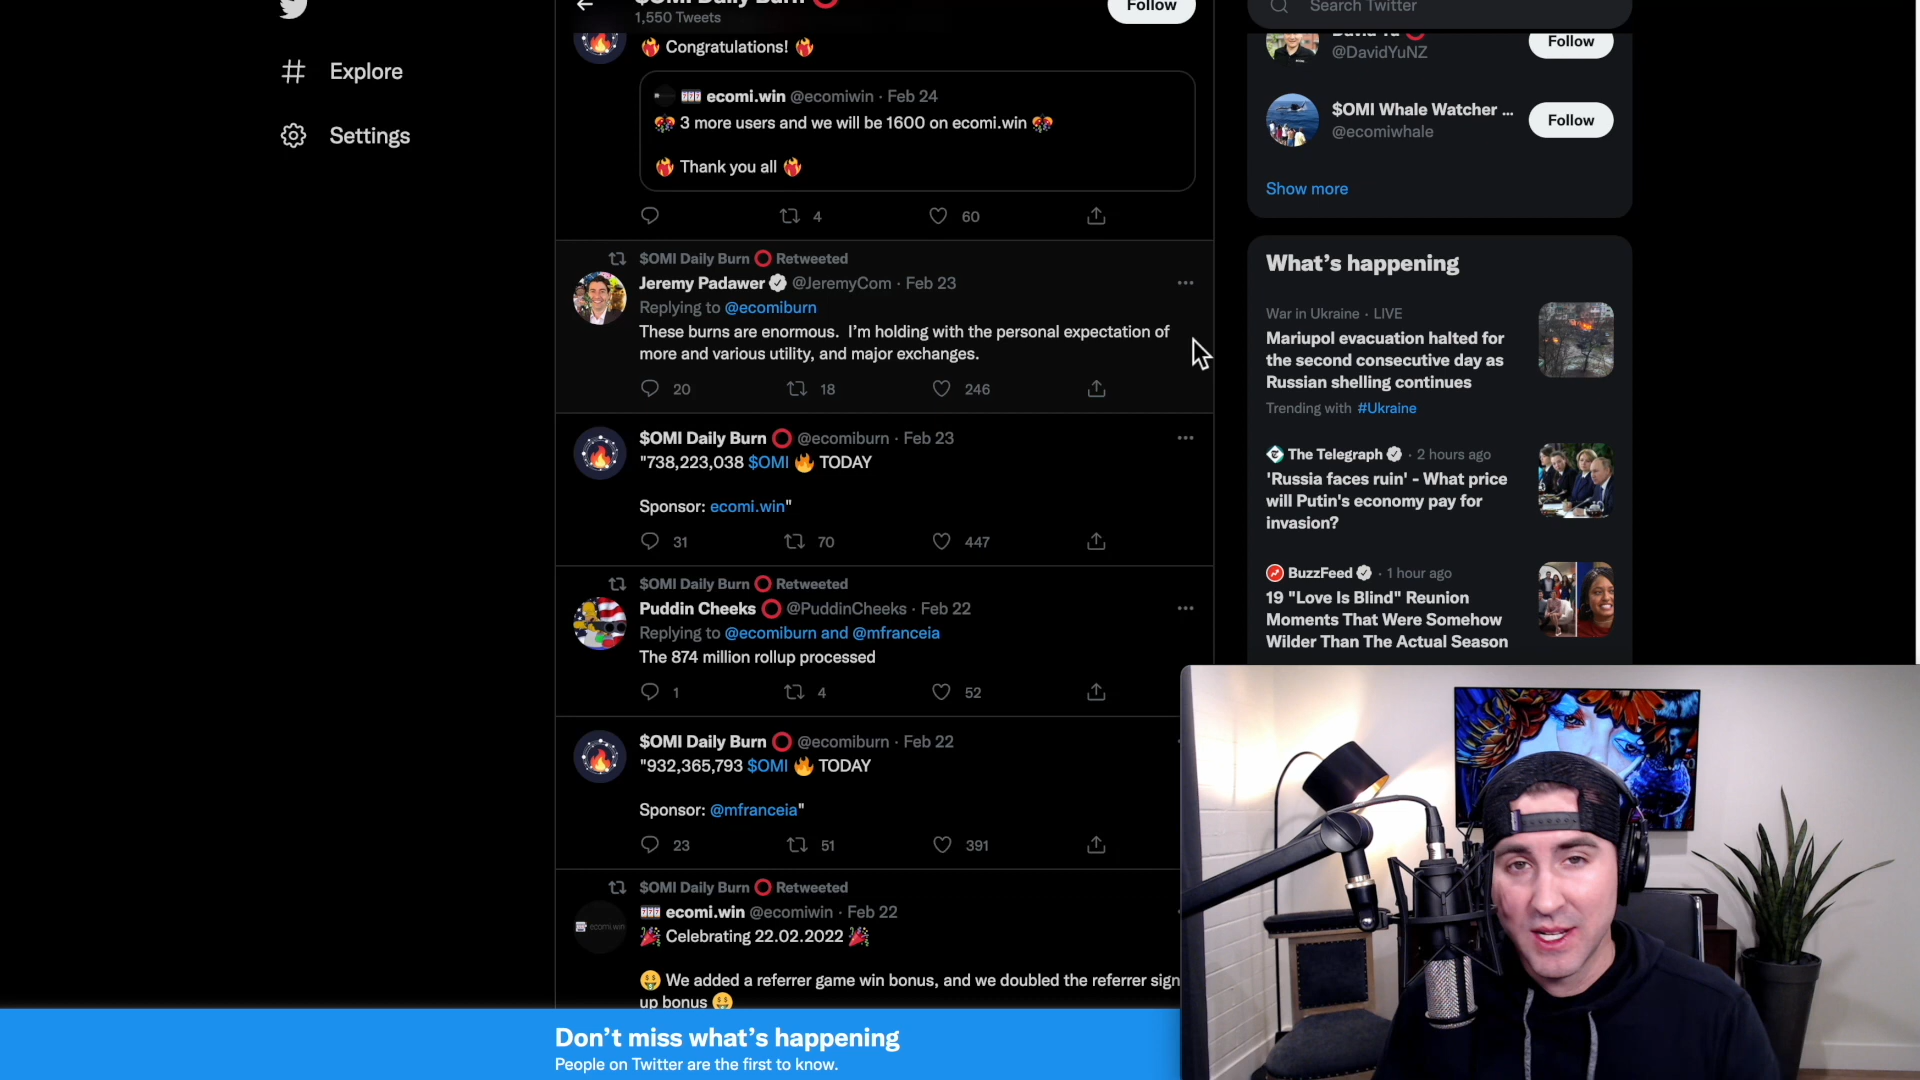 $OMI Daily Burn
1,550 Tweets
Follow
Search Twitter
Explore
Settings
Congratulations!
ecomi.win @ecomiwin · Feb 24
3 more users and we will be 1600 on ecomi.win
Thank you all
4
60
$OMI Daily Burn Retweeted
Jeremy Padawer @JeremyCom · Feb 23
Replying to @ecomiburn
These burns are enormous. I'm holding with the personal expectation of
more and various utility, and major exchanges.
20
18
246
$OMI Daily Burn @ecomiburn · Feb 23
"738,223,038 $OMI TODAY
Sponsor: ecomi.win"
31
70
447
$OMI Daily Burn Retweeted
Puddin Cheeks @PuddinCheeks · Feb 22
Replying to @ecomiburn and @mfranceia
The 874 million rollup processed
1
4
52
$OMI Daily Burn @ecomiburn · Feb 22
"932,365,793 $OMI TODAY
Sponsor: @mfranceia"
23
51
391
$OMI Daily Burn Retweeted
ecomi.win @ecomiwin · Feb 22
Celebrating 22.02.2022
We added a referrer game win bonus, and we doubled the referrer sign
up bonus
David Yu
@DavidYuNZ
Follow
$OMI Whale Watcher ...
@ecomiwhale
Follow
Show more
What's happening
War in Ukraine · LIVE
Mariupol evacuation halted for
the second consecutive day as
Russian shelling continues
Trending with #Ukraine
The Telegraph · 2 hours ago
'Russia faces ruin' - What price
will Putin's economy pay for
invasion?
BuzzFeed · 1 hour ago
19 "Love Is Blind" Reunion
Moments That Were Somehow
Wilder Than The Actual Season
Don't miss what's happening
People on Twitter are the first to know.